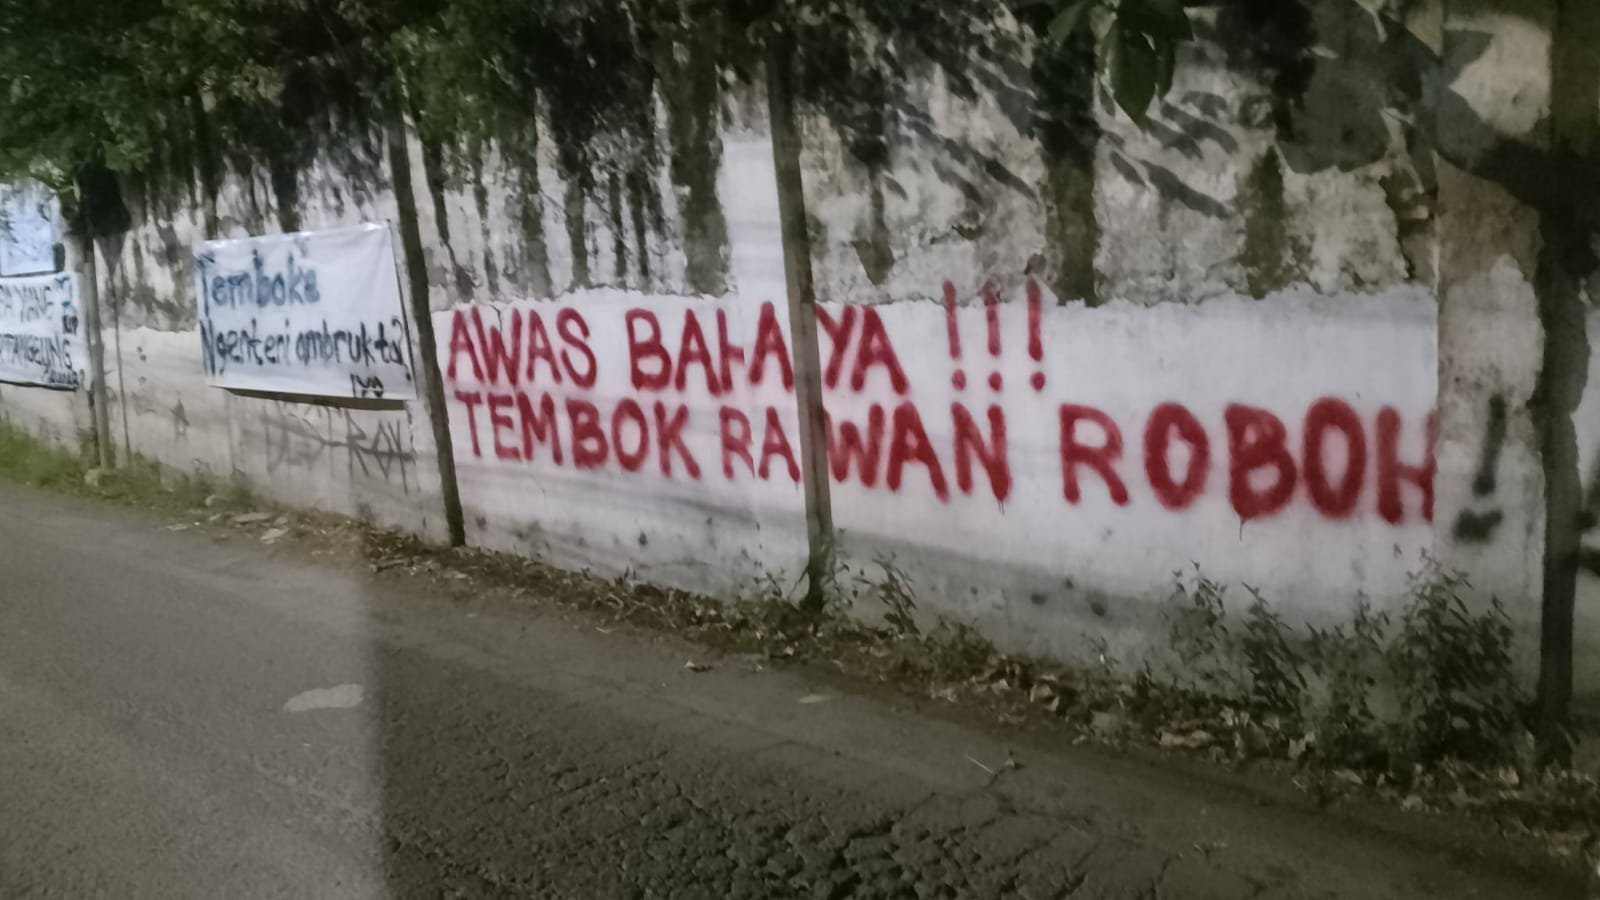 Temboke
Ngenteni ambrukta?
AWAS BAHAYA !!!
TEMBOK RAWAN ROBOH
!